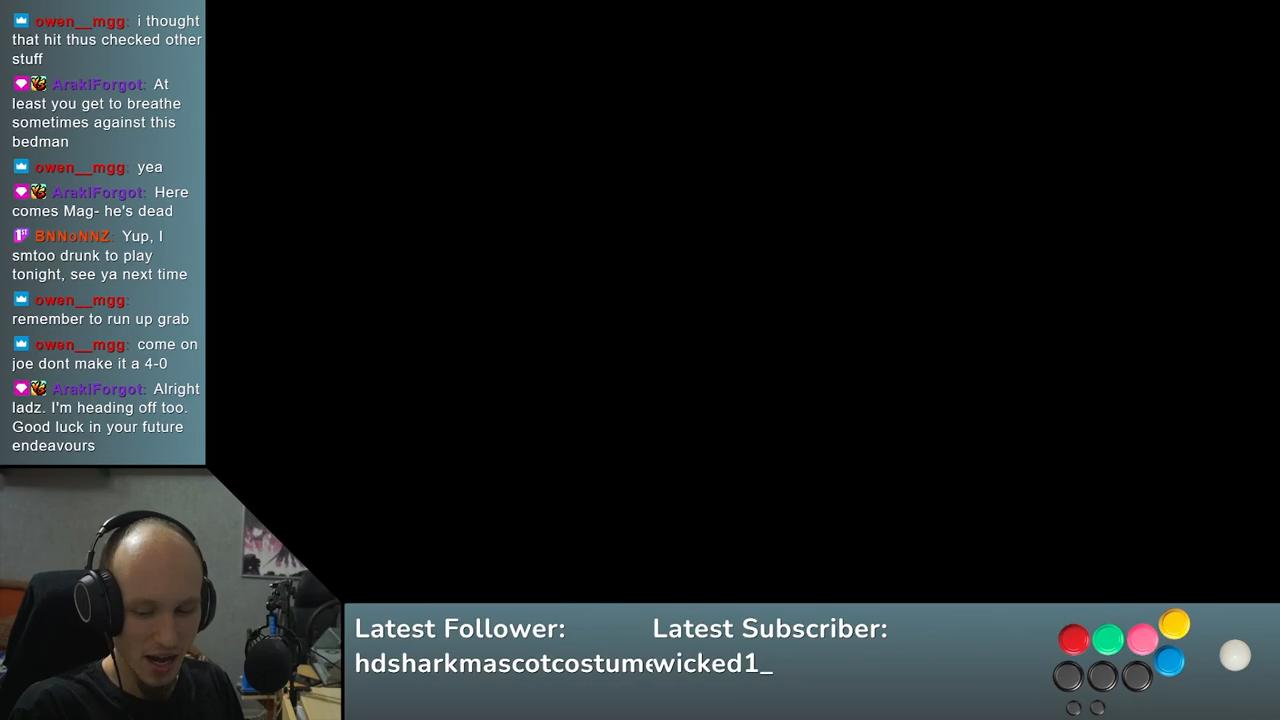 owen__mgg: i thought
that hit thus checked other
stuff
ArakiForgot: At
least you get to breathe
sometimes against this
bedman
owen__mgg: yea
ArakiForgot: Here
comes Mag- he's dead
BNNoNNZ: Yup, I
smtoo drunk to play
tonight, see ya next time
owen__mgg:
remember to run up grab
owen__mgg: come on
joe dont make it a 4-0
ArakiForgot: Alright
ladz. I'm heading off too.
Good luck in your future
endeavours
Latest Follower:
hdsharkmascotcostume
Latest Subscriber:
wicked1_